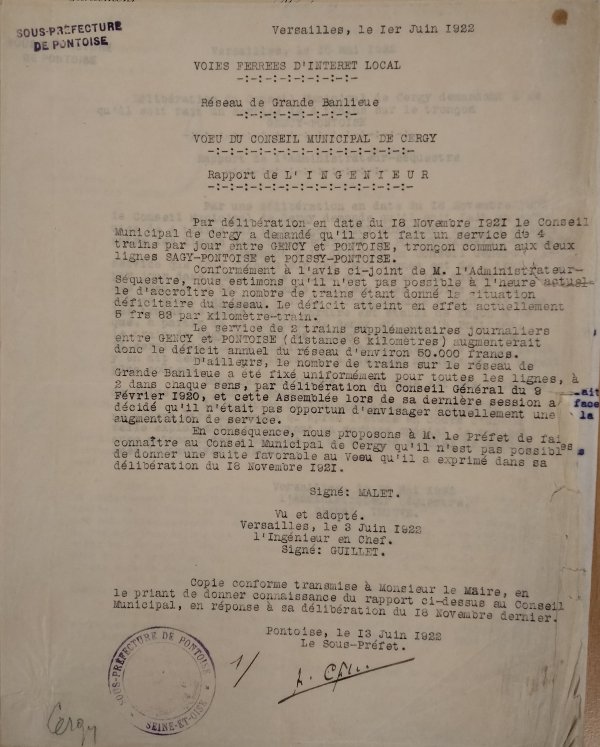 SOUS-PRÉFECTURE
DE PONTOISE
Versailles, le 1er Juin 1922
VOIES FERREES D'INTERET LOCAL
-:-:-:-:-:-:-:-:-:-
Réseau de Grande Banlieue
-:-:-:-:-:-:-:-:-:-
VOEU DU CONSEIL MUNICIPAL DE CERGY
-:-:-:-:-:-:-:-:-:-:-:-:-:-:-:-
Rapport de L'I N G E N I E U R
-:-:-:-:-:-:-:-:-:-:-:-:-:-:-:-
Par délibération en date du 18 Novembre 1921 le Conseil
Municipal de Cergy a demandé qu'il soit fait un service de 4
trains par jour entre GENCY et PONTOISE, tronçon commun aux deux
lignes SAGY-PONTOISE et POISSY-PONTOISE.
Conformément à l'avis ci-joint de M. l'Administrateur-
Séquestre, nous estimons qu'il n'est pas possible à l'heure actuel-
le d'accroître le nombre de trains étant donné la situation
déficitaire du réseau. Le déficit atteint en effet actuellement
5 frs 83 par kilomètre-train.
Le service de 2 trains supplémentaires journaliers
entre GENCY et PONTOISE (distance 6 kilomètres) augmenterait
donc le déficit annuel du réseau d'environ 50.000 francs.
D'ailleurs, le nombre de trains sur le réseau de
Grande Banlieue a été fixé uniformément pour toutes les lignes, à
2 dans chaque sens, par délibération du Conseil Général du 9
Février 1920, et cette Assemblée lors de sa dernière session a
décidé qu'il n'était pas opportun d'envisager actuellement une
augmentation de service.
En conséquence, nous proposons à M. le Préfet de fai
connaître au Conseil Municipal de Cergy qu'il n'est pas possibles
de donner une suite favorable au Voeu qu'il a exprimé dans sa
délibération du 18 Novembre 1921.
ait
face
la
Signé: MALET.
Vu et adopté.
Versailles, le 3 Juin 1922
l'Ingénieur en Chef.
Signé: GUILLET.
Copie conforme transmise à Monsieur le Maire, en
le priant de donner connaissance du rapport ci-dessus au Conseil
Municipal, en réponse à sa délibération du 18 Novembre dernier.
Pontoise, le 13 Juin 1922
Le Sous-Préfet.
SOUS-PRÉFECTURE DE PONTOISE
SEINE-ET-OISE
1/
Cergy